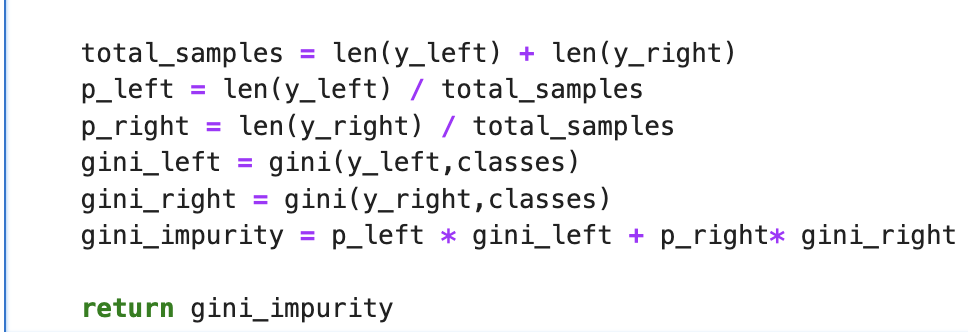 total_samples = len(y_left) + len(y_right)
p_left = len(y_left) / total_samples
p_right = len(y_right) / total_samples
gini_left = gini(y_left,classes)
gini_right = gini(y_right,classes)
gini_impurity = p_left * gini_left + p_right* gini_right
return gini_impurity